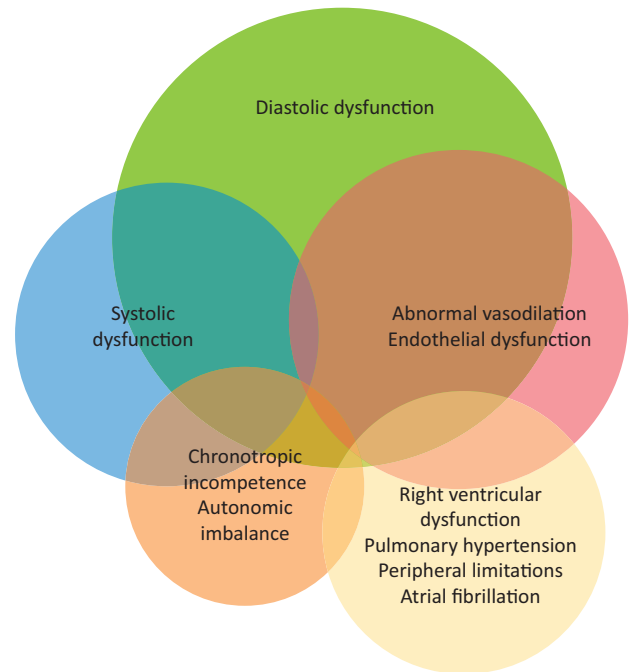 Diastolic dysfunction
Systolic
dysfunction
Abnormal vasodilation
Endothelial dysfunction
Chronotropic
incompetence
Autonomic
imbalance
Right ventricular
dysfunction
Pulmonary hypertension
Peripheral limitations
Atrial fibrillation